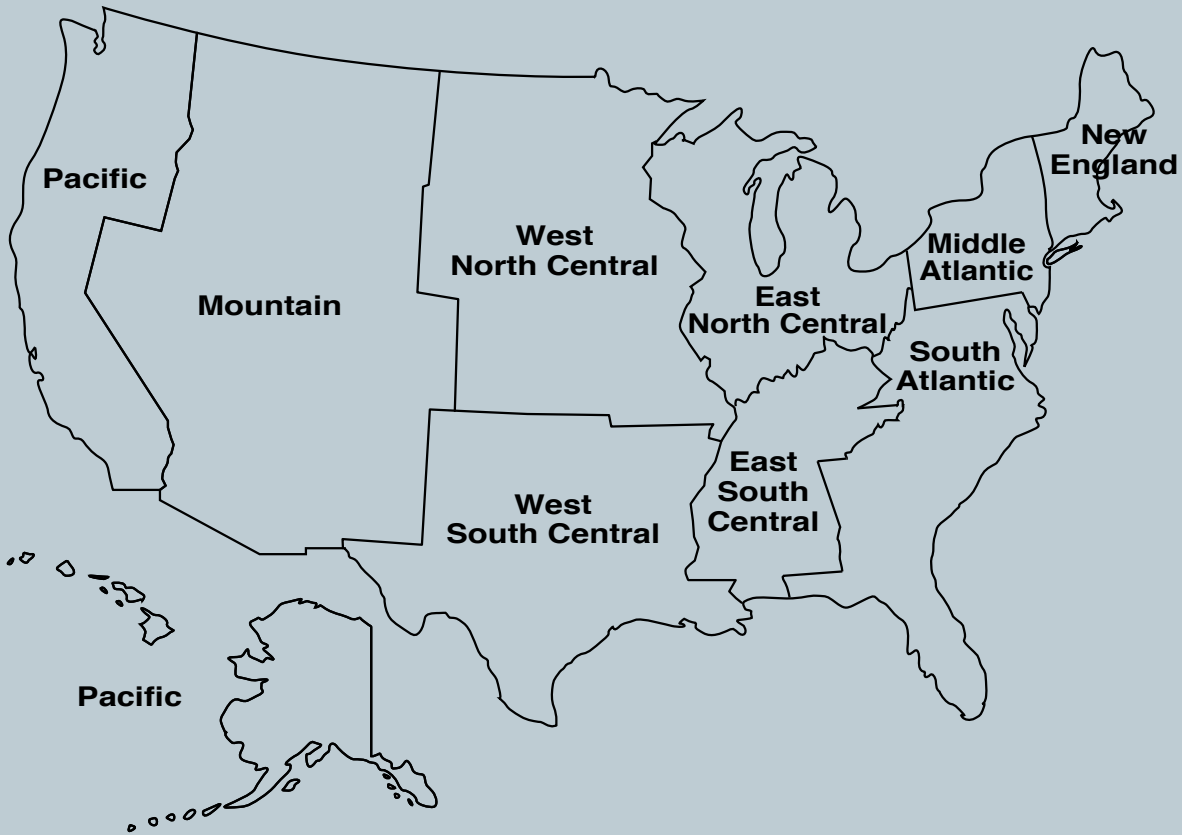 New
England
Pacific
Middle
Atlantic
West
North Central
Mountain
East
North Central
South
Atlantic
East
South
Central
West
South Central
Pacific